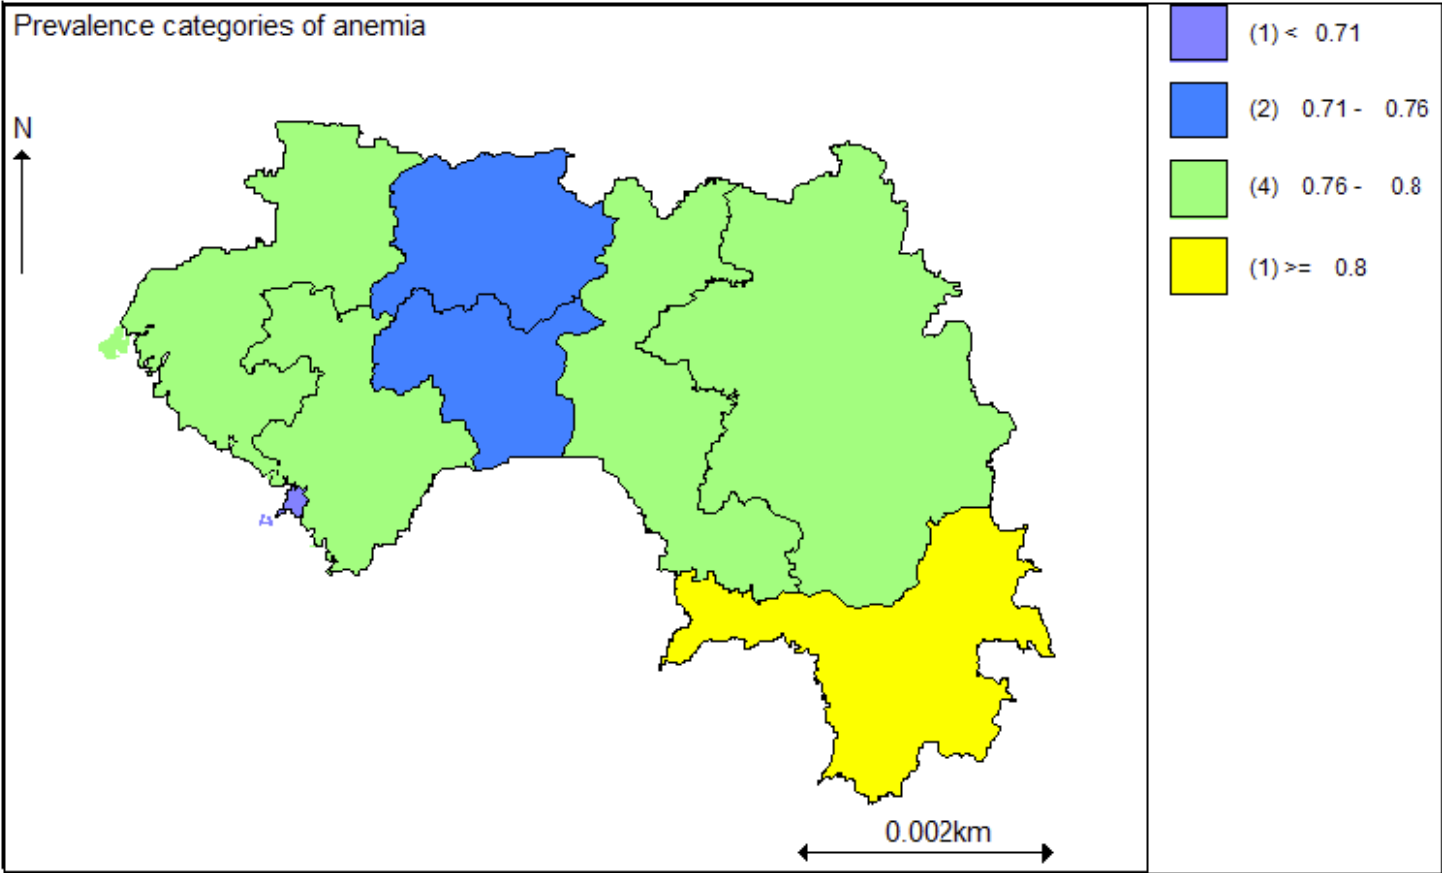 Prevalence categories of anemia
N
(1) < 0.71
(2) 0.71 - 0.76
(4) 0.76 - 0.8
(1) >= 0.8
0.002km